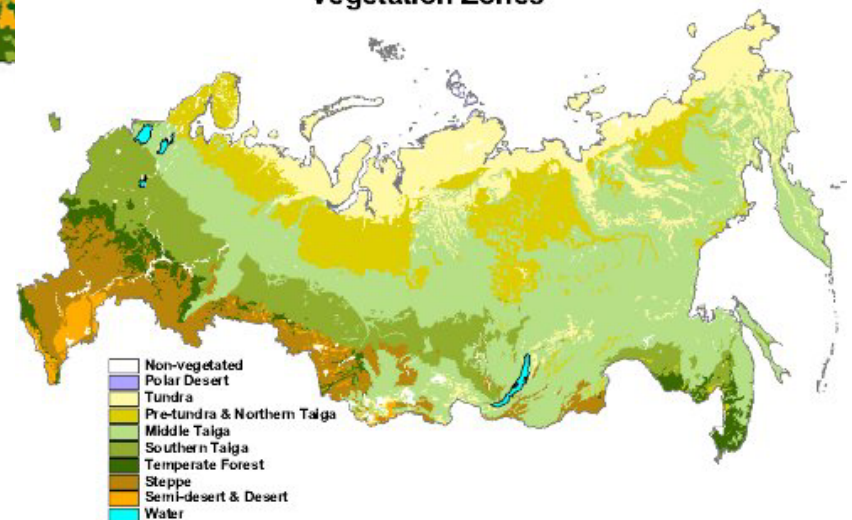 Vegetation Zones
Non-vegetated
Polar Desert
Tundra
Pre-tundra & Northern Taiga
Middle Taiga
Southern Taiga
Temperate Forest
Steppe
Semi-desert & Desert
Water